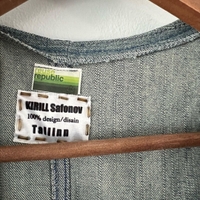 republic
KIRILL Safonov
100% design/disain
Tallinn